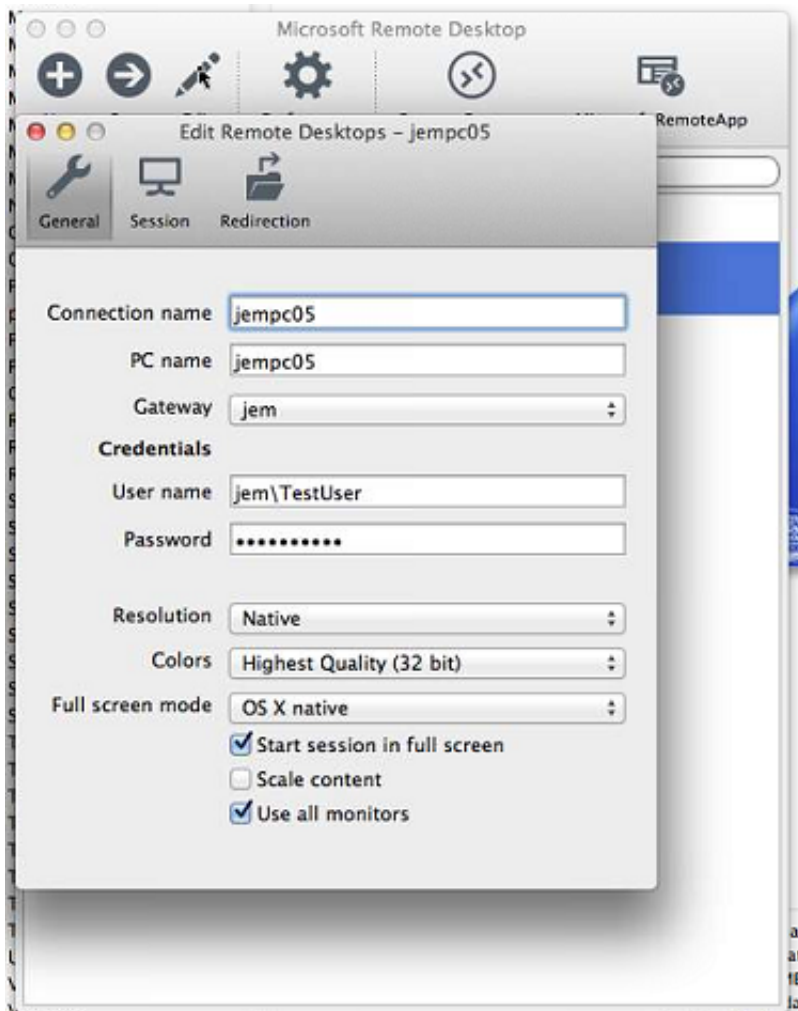 Microsoft Remote Desktop
RemoteApp
Edit Remote Desktops – jempc05
General Session Redirection
Connection name jempc05
PC name jempc05
Gateway jem
Credentials
User name jem\TestUser
Password ••••••••••
Resolution Native
Colors Highest Quality (32 bit)
Full screen mode OS X native
Start session in full screen
Scale content
Use all monitors